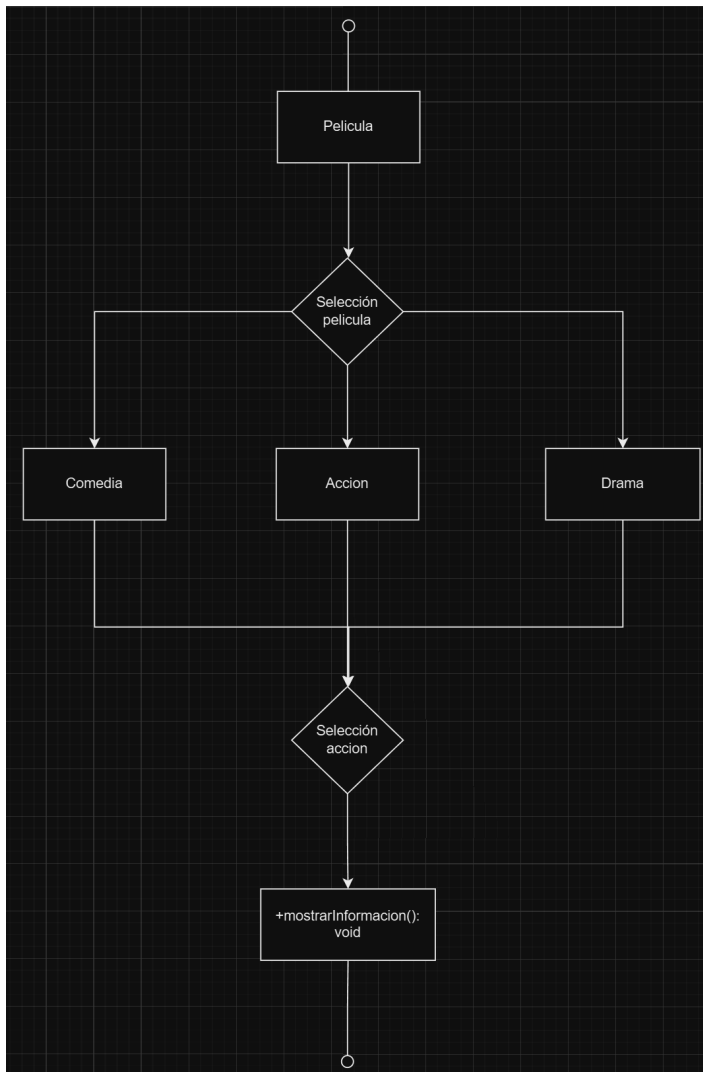 Pelicula
Selección
pelicula
Comedia
Accion
Drama
Selección
accion
+mostrarInformacion():
void